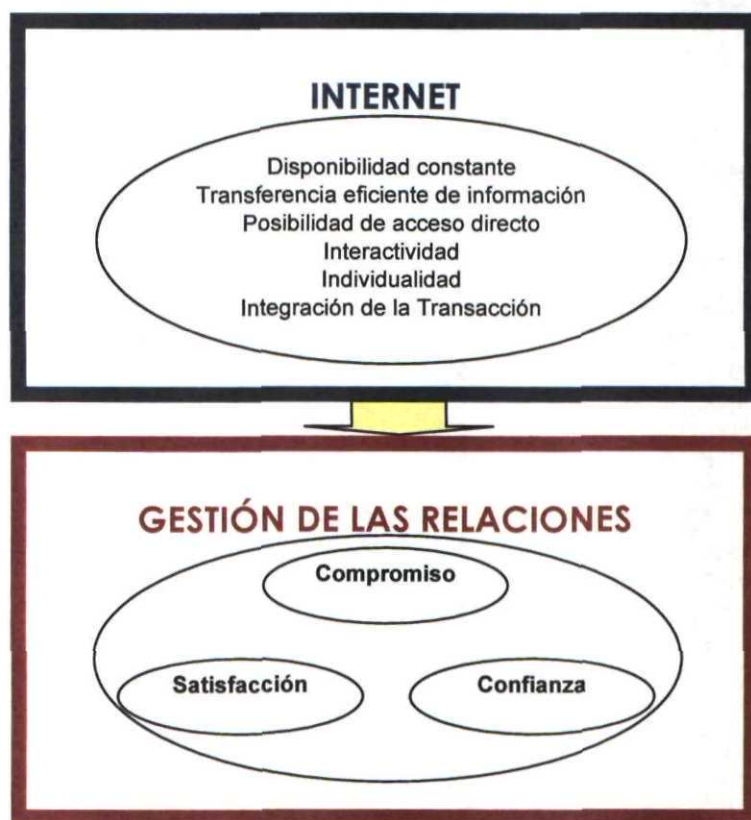 INTERNET
Disponibilidad constante
Transferencia eficiente de información
Posibilidad de acceso directo
Interactividad
Individualidad
Integración de la Transacción
GESTIÓN DE LAS RELACIONES
Compromiso
Satisfacción
Confianza